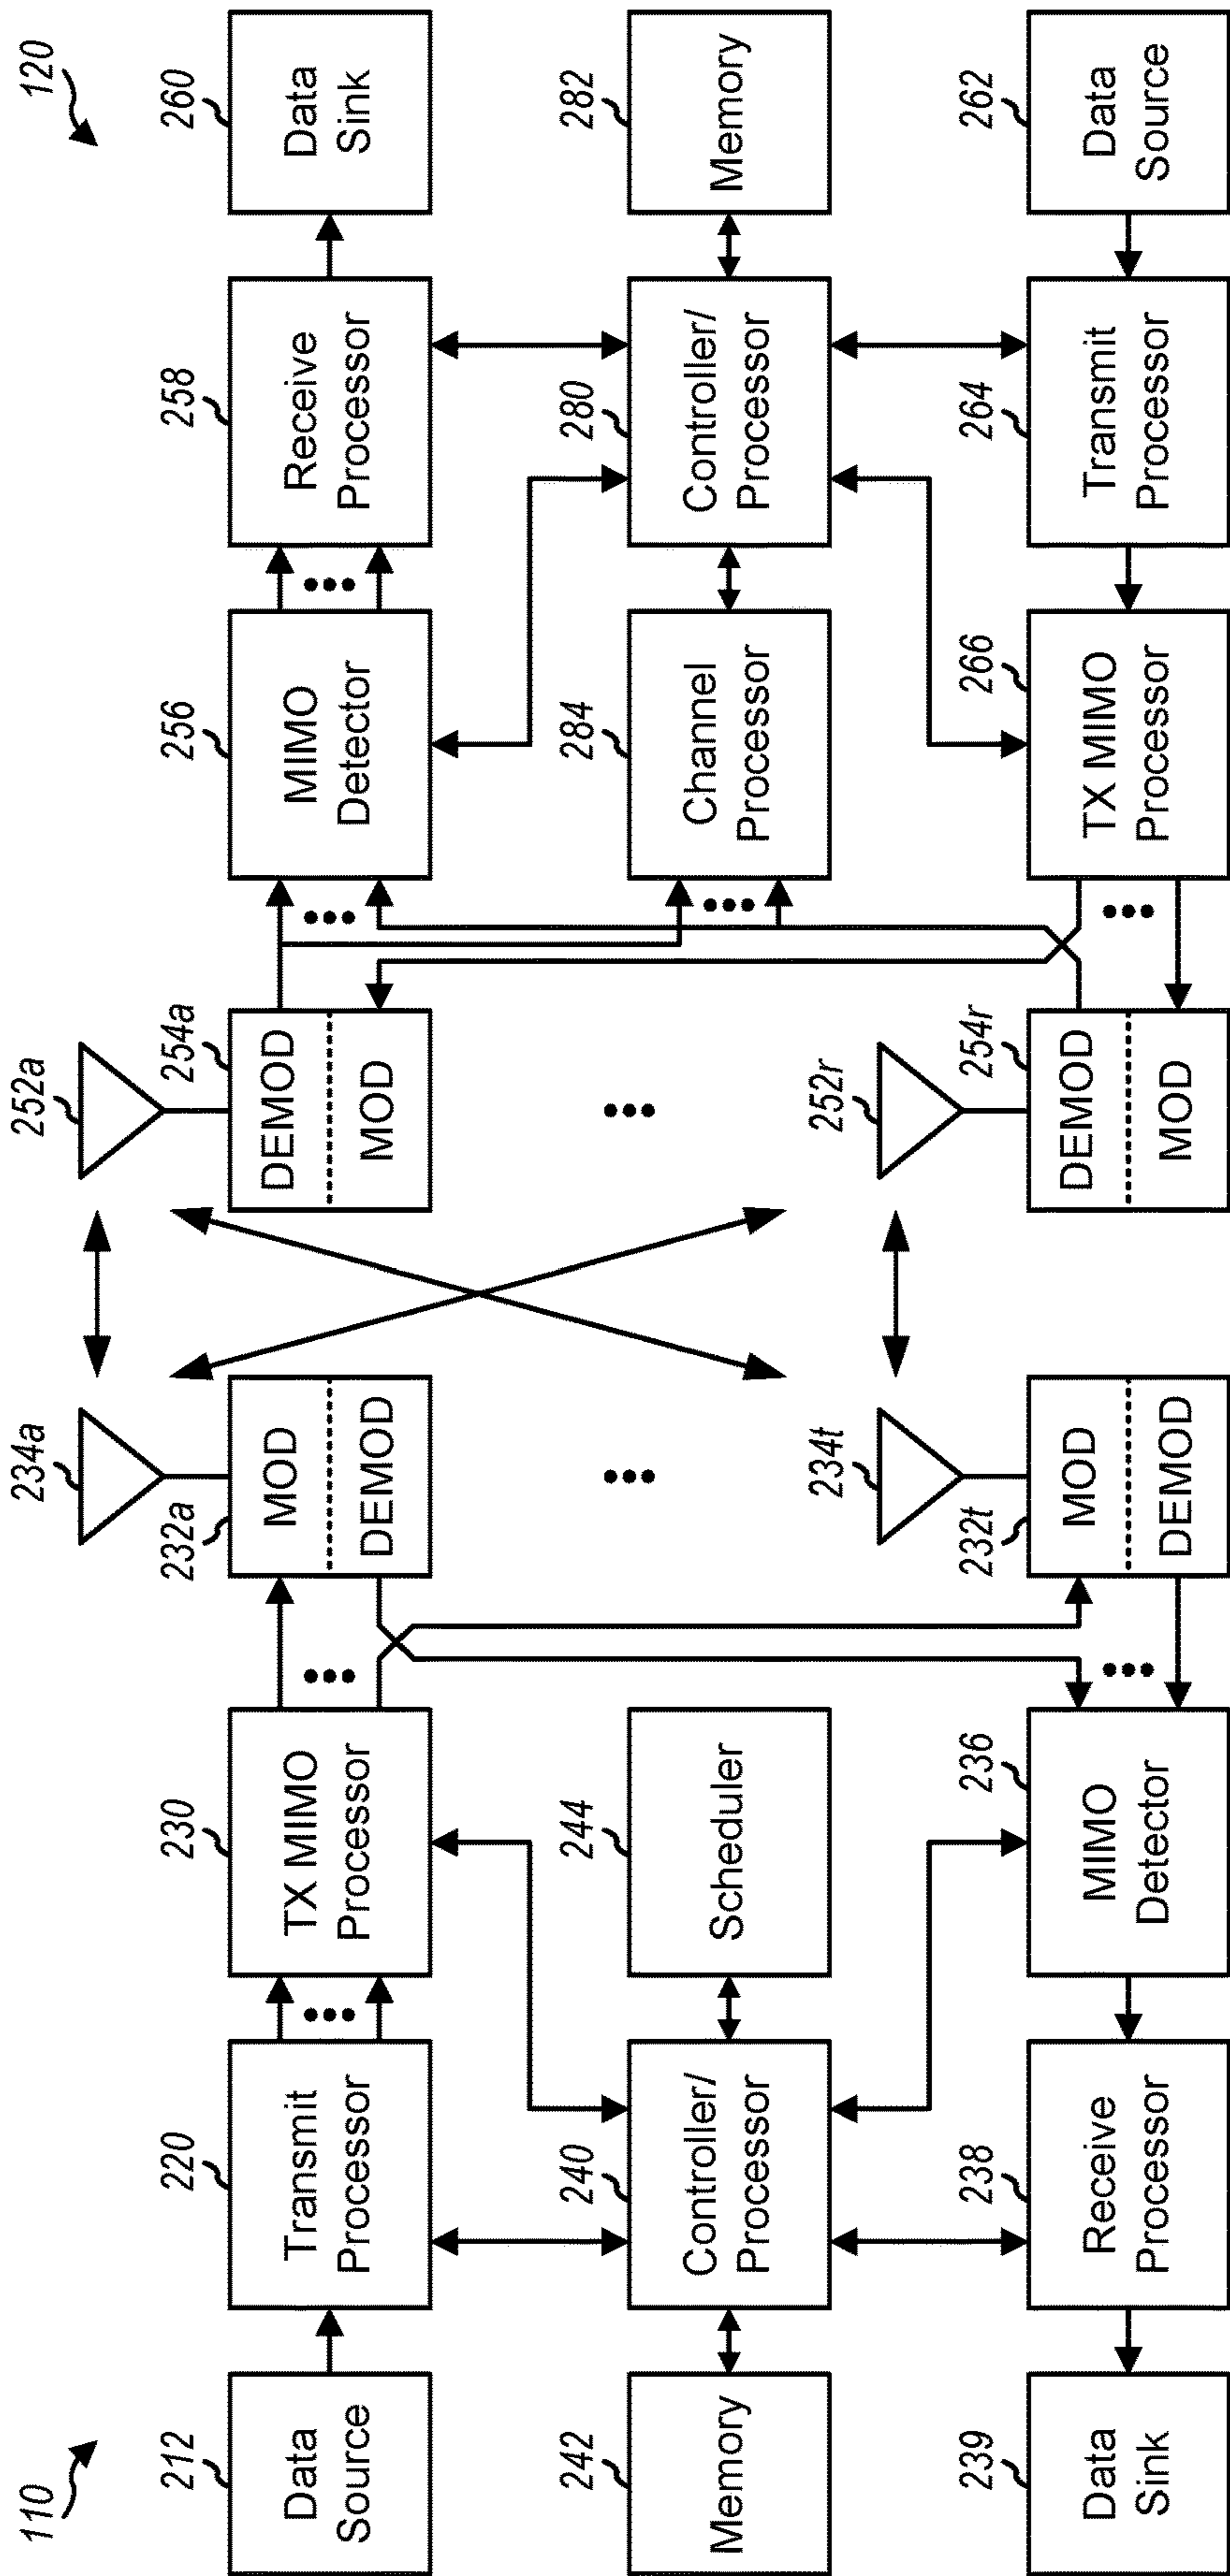 110
120
212
Data
Source
220
Transmit
Processor
230
TX MIMO
Processor
232a
MOD
DEMOD
234a
252a
254a
DEMOD
MOD
256
MIMO
Detector
258
Receive
Processor
260
Data
Sink
242
Memory
240
Controller/
Processor
244
Scheduler
284
Channel
Processor
280
Controller/
Processor
282
Memory
239
Data
Sink
238
Receive
Processor
236
MIMO
Detector
232t
MOD
DEMOD
234t
252r
254r
DEMOD
MOD
266
TX MIMO
Processor
264
Transmit
Processor
262
Data
Source